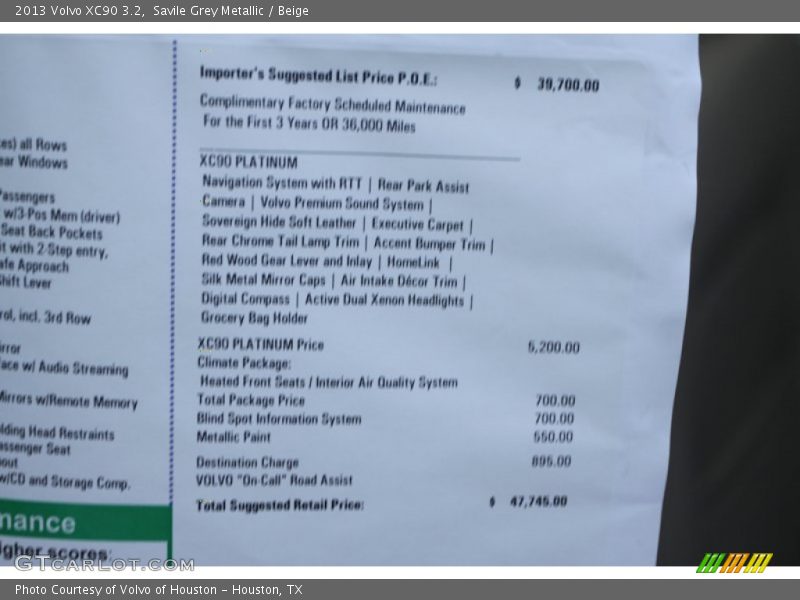 2013 Volvo XC90 3.2, Savile Grey Metallic / Beige
es) all Rows
ear Windows
Passengers
w/3-Pos Mem (driver)
Seat Back Pockets
it with 2-Step entry,
afe Approach
Shift Lever
rol, incl. 3rd Row
irror
face w/ Audio Streaming
Mirrors w/Remote Memory
lding Head Restraints
assenger Seat
out
w/CD and Storage Comp.
mance
igher scores:
Importer's Suggested List Price P.O.E.: $ 39,700.00
Complimentary Factory Scheduled Maintenance
For the First 3 Years OR 36,000 Miles
XC90 PLATINUM
Navigation System with RTT | Rear Park Assist
Camera | Volvo Premium Sound System |
Sovereign Hide Soft Leather | Executive Carpet |
Rear Chrome Tail Lamp Trim | Accent Bumper Trim |
Red Wood Gear Lever and Inlay | HomeLink |
Silk Metal Mirror Caps | Air Intake Décor Trim |
Digital Compass | Active Dual Xenon Headlights |
Grocery Bag Holder
XC90 PLATINUM Price 5,200.00
Climate Package:
Heated Front Seats / Interior Air Quality System
Total Package Price 700.00
Blind Spot Information System 700.00
Metallic Paint 550.00
Destination Charge 895.00
VOLVO "On-Call" Road Assist
Total Suggested Retail Price: $ 47,745.00
GTCARLOT.COM
Photo Courtesy of Volvo of Houston - Houston, TX